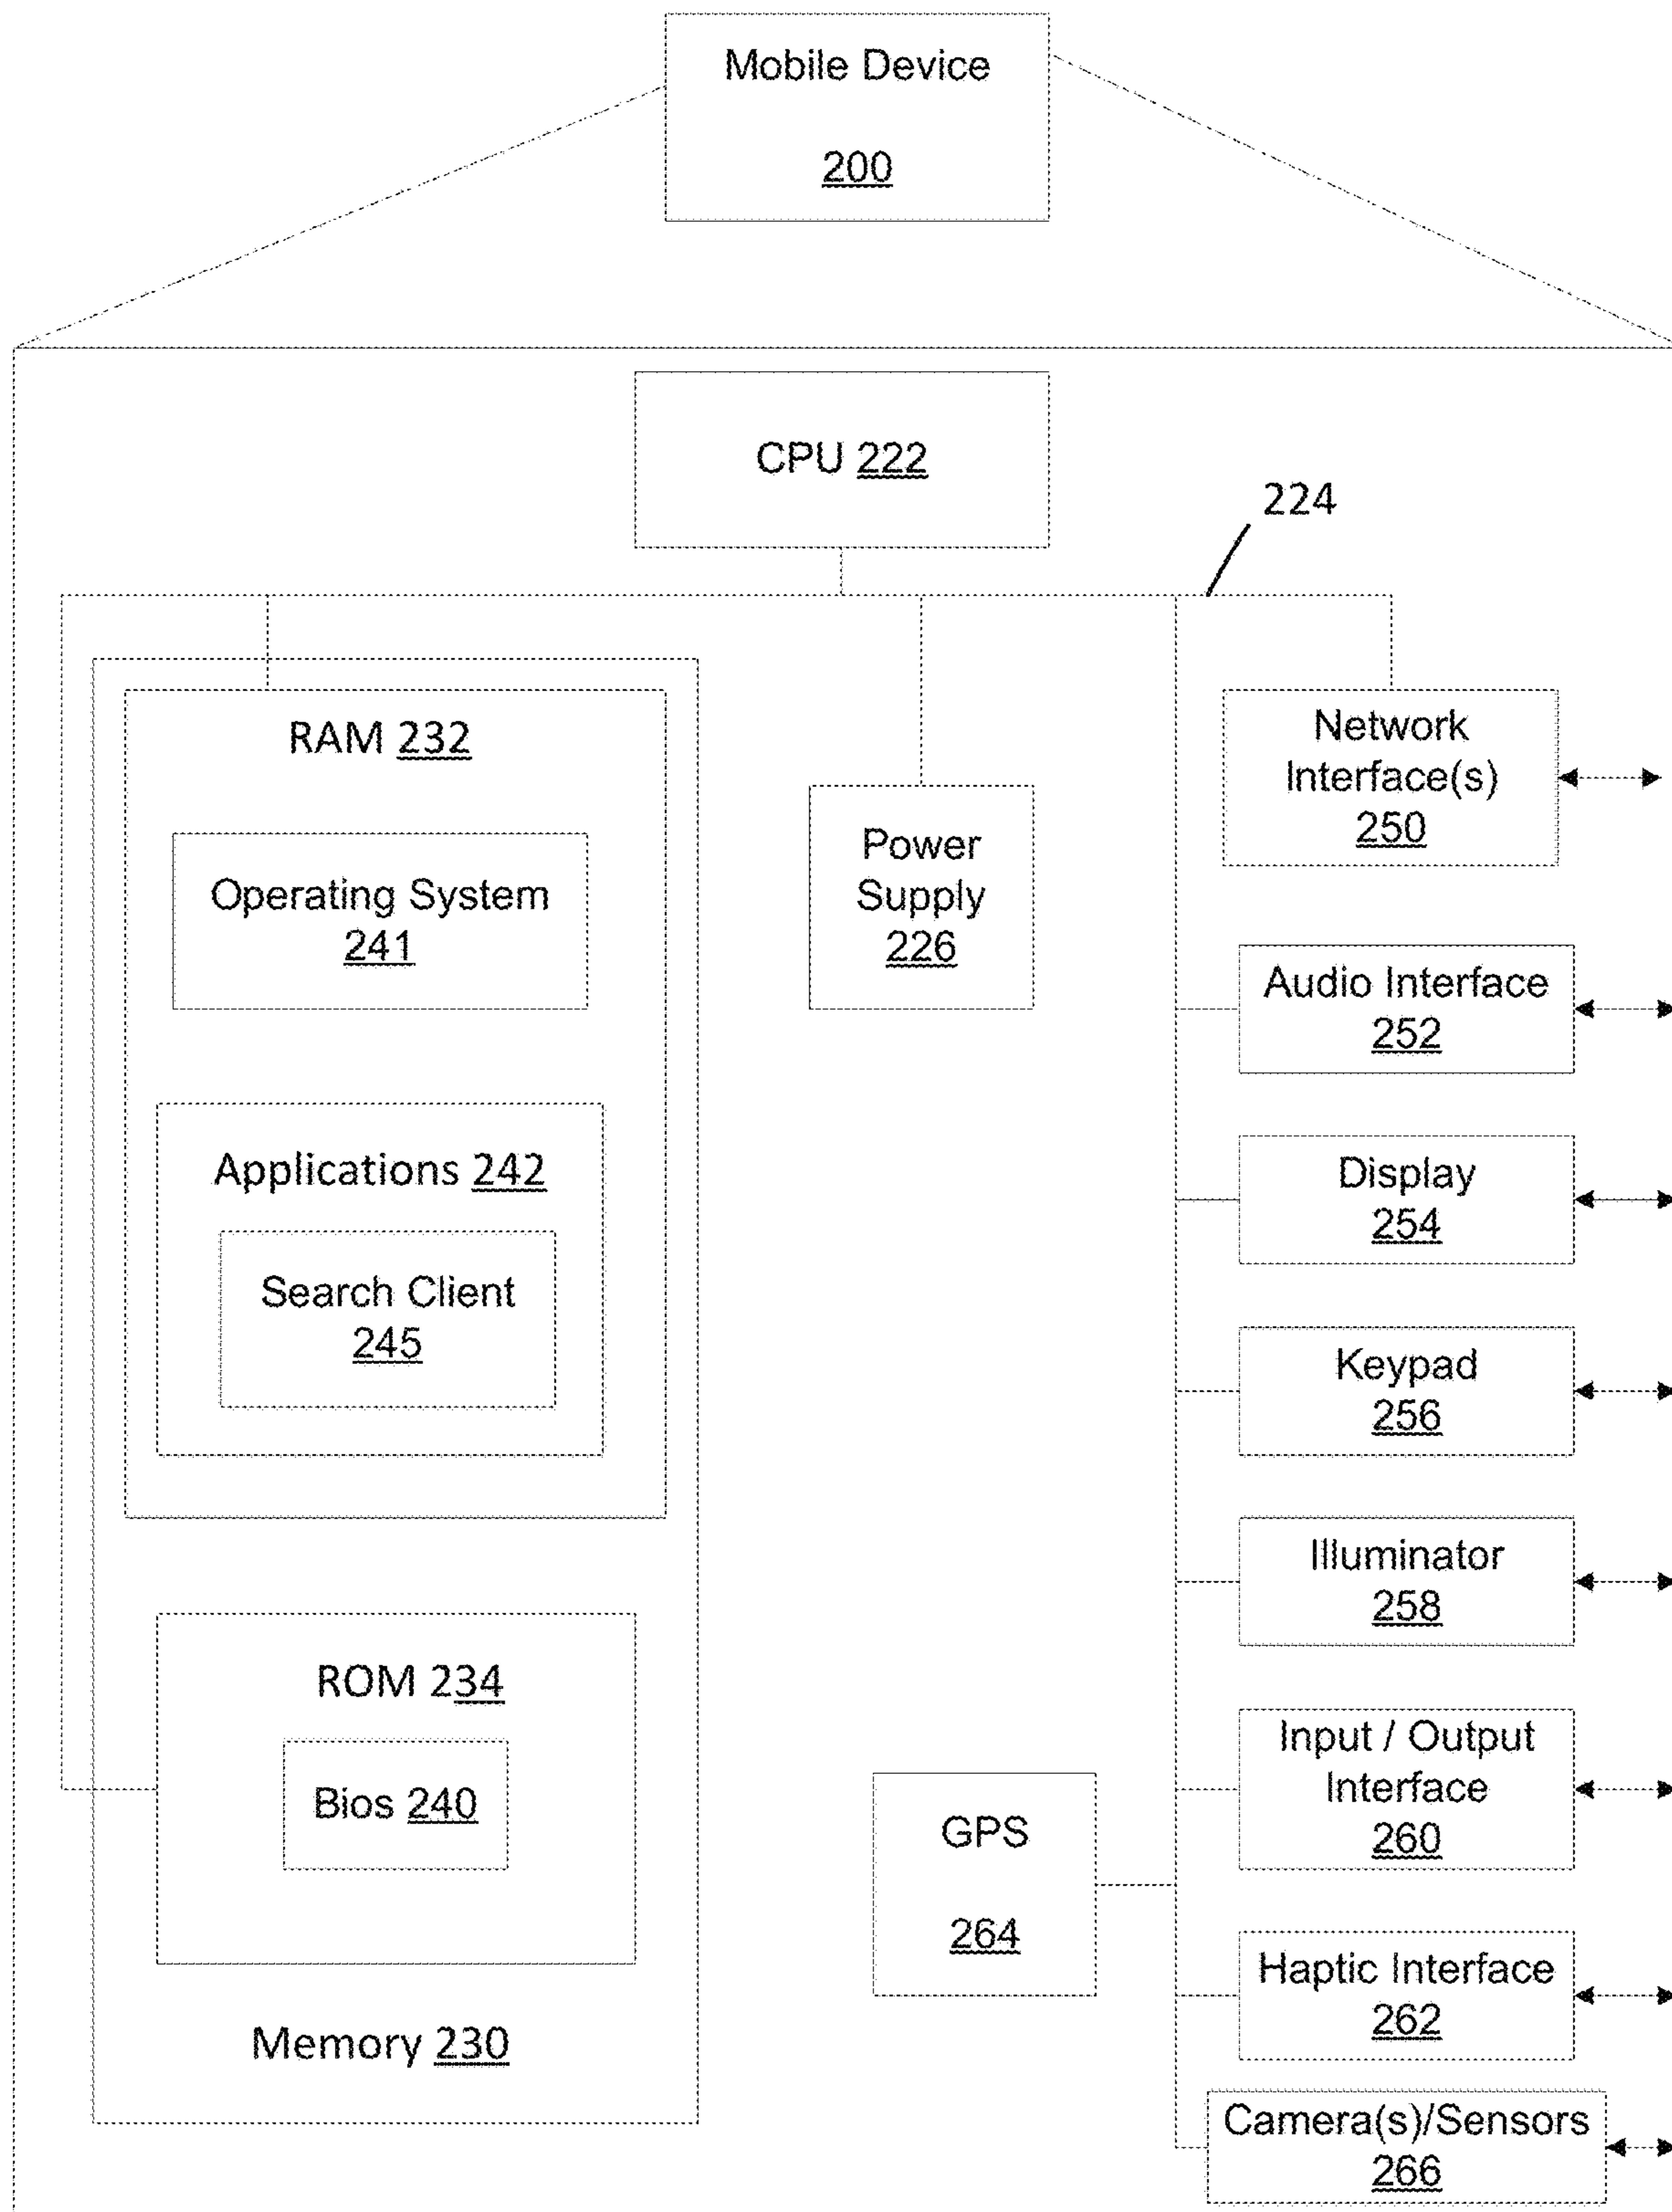 Mobile Device
200
CPU 222
224
RAM 232
Operating System
241
Applications 242
Search Client
245
ROM 234
Bios 240
Memory 230
Power
Supply
226
GPS
264
Network
Interface(s)
250
Audio Interface
252
Display
254
Keypad
256
Illuminator
258
Input / Output
Interface
260
Haptic Interface
262
Camera(s)/Sensors
266